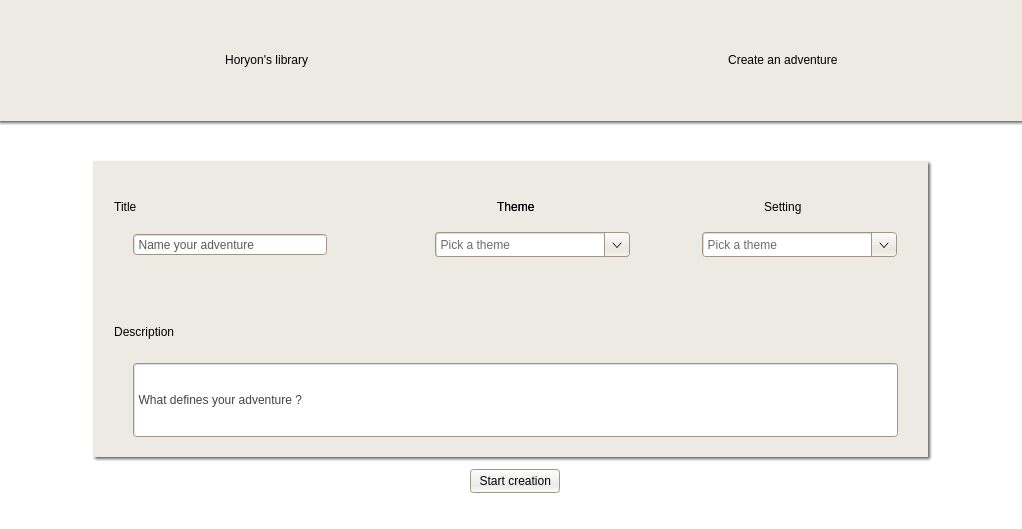 Horyon's library
Create an adventure
Title
Theme
Setting
Name your adventure
Pick a theme
Pick a theme
Description
What defines your adventure ?
Start creation